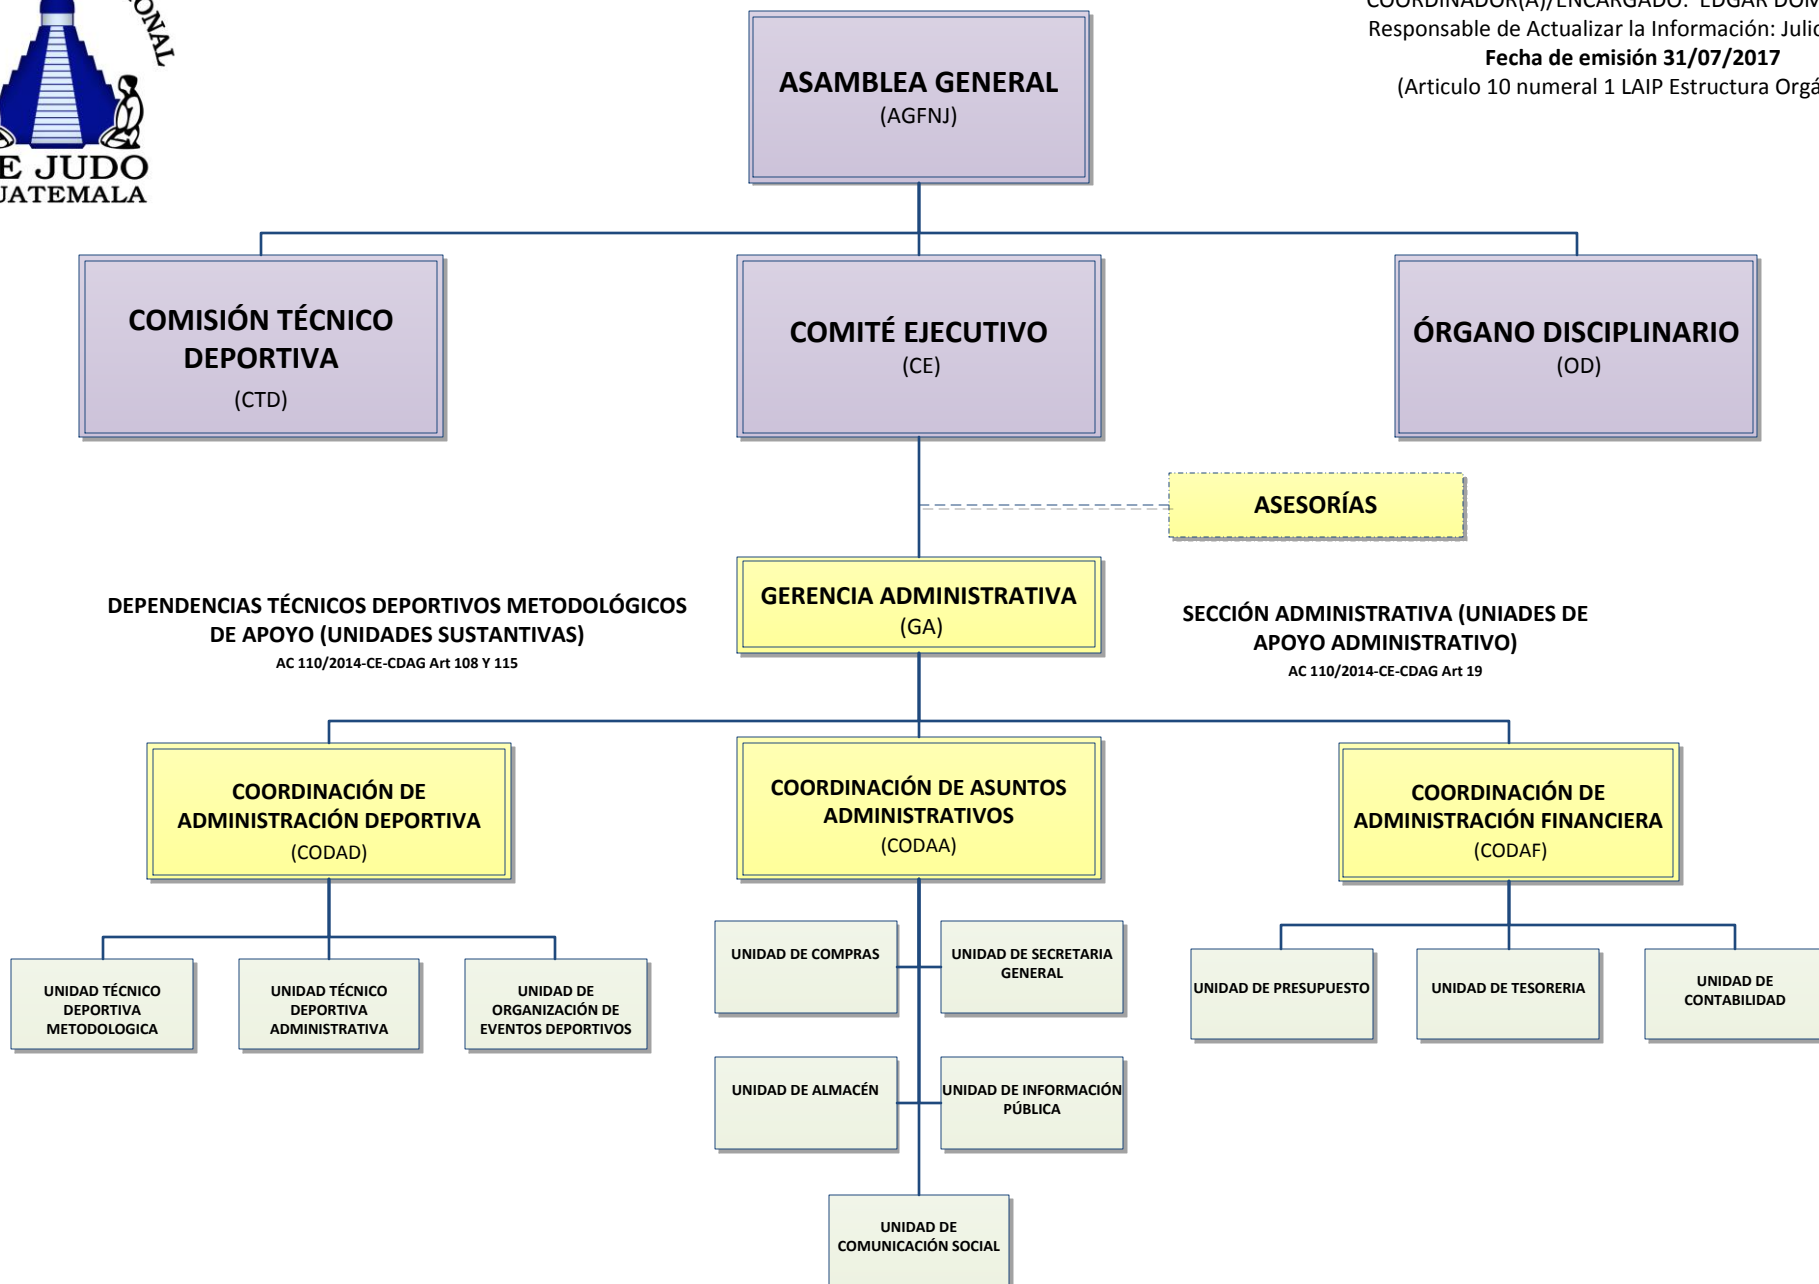 COORDINADOR(A)/ENCARGADO: EDGAR
Responsable de Actualizar la Información:
Fecha de emisión 31/07/2017
(Articulo 10 numeral 1 LAIP Estructura
JUDO
ASAMBLEA GENERAL
(AGFNJ)
COMISIÓN TÉCNICO
DEPORTIVA
(CTD)
COMITÉ EJECUTIVO
(CE)
ÓRGANO DISCIPLINARIO
(OD)
ASESORÍAS
GERENCIA ADMINISTRATIVA
(GA)
DEPENDENCIAS TÉCNICOS DEPORTIVOS METODOLÓGICOS
DE APOYO (UNIDADES SUSTANTIVAS)
AC 110/2014-CE-CDAG Art 108 Y 115
SECCIÓN ADMINISTRATIVA (UNIADES DE
APOYO ADMINISTRATIVO)
AC 110/2014-CE-CDAG Art 19
COORDINACIÓN DE
ADMINISTRACIÓN DEPORTIVA
(CODAD)
COORDINACIÓN DE ASUNTOS
ADMINISTRATIVOS
(CODAA)
COORDINACIÓN DE
ADMINISTRACIÓN FINANCIERA
(CODAF)
UNIDAD TÉCNICO
DEPORTIVA
METODOLOGICA
UNIDAD TÉCNICO
DEPORTIVA
ADMINISTRATIVA
UNIDAD DE
ORGANIZACIÓN DE
EVENTOS DEPORTIVOS
UNIDAD DE COMPRAS
UNIDAD DE SECRETARIA
GENERAL
UNIDAD DE ALMACÉN
UNIDAD DE INFORMACIÓN
PÚBLICA
UNIDAD DE
COMUNICACIÓN SOCIAL
UNIDAD DE PRESUPUESTO
UNIDAD DE TESORERIA
UNIDAD DE
CONTABILIDAD